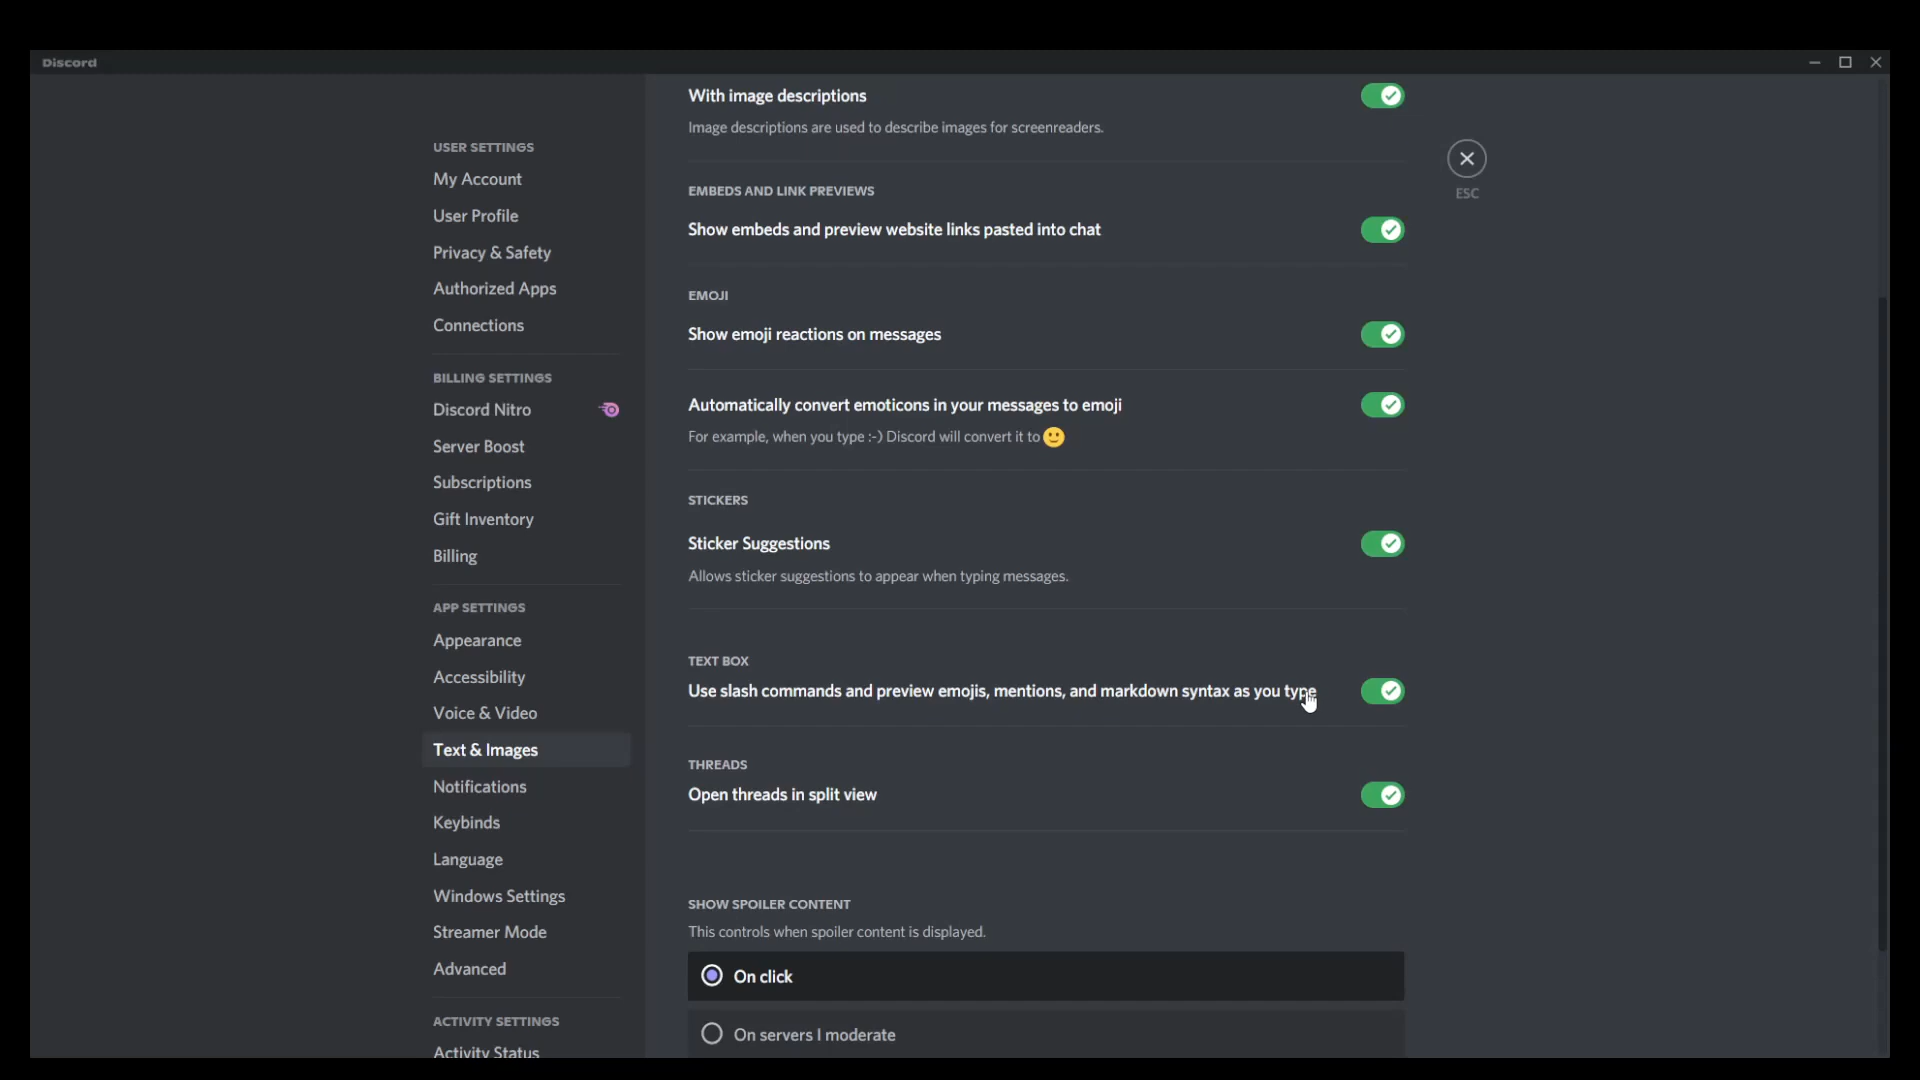 Discord
USER SETTINGS
My Account
User Profile
Privacy & Safety
Authorized Apps
Connections
BILLING SETTINGS
Discord Nitro
Server Boost
Subscriptions
Gift Inventory
Billing
APP SETTINGS
Appearance
Accessibility
Voice & Video
Text & Images
Notifications
Keybinds
Language
Windows Settings
Streamer Mode
Advanced
ACTIVITY SETTINGS
Activity Status
With image descriptions
Image descriptions are used to describe images for screenreaders.
EMBEDS AND LINK PREVIEWS
Show embeds and preview website links pasted into chat
EMOJI
Show emoji reactions on messages
Automatically convert emoticons in your messages to emoji
For example, when you type :-) Discord will convert it to 🙂
STICKERS
Sticker Suggestions
Allows sticker suggestions to appear when typing messages.
TEXT BOX
Use slash commands and preview emojis, mentions, and markdown syntax as you type
THREADS
Open threads in split view
SHOW SPOILER CONTENT
This controls when spoiler content is displayed.
On click
On servers I moderate
ESC